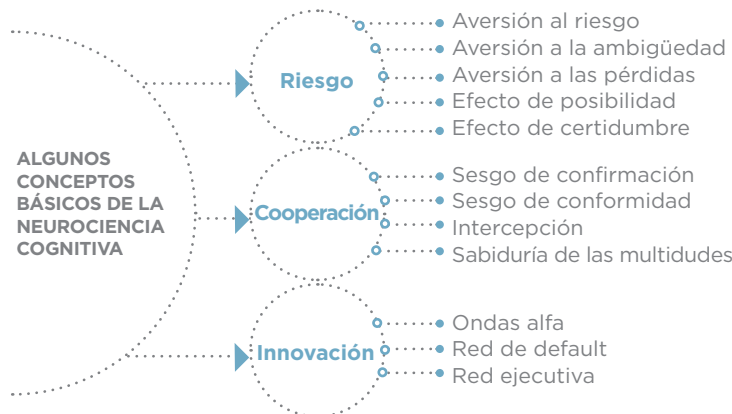 ALGUNOS
CONCEPTOS
BÁSICOS DE LA
NEUROCIENCIA
COGNITIVA
Riesgo
Aversión al riesgo
Aversión a la ambigüedad
Aversión a las pérdidas
Efecto de posibilidad
Efecto de certidumbre
Cooperación
Sesgo de confirmación
Sesgo de conformidad
Intercepción
Sabiduría de las multidudes
Innovación
Ondas alfa
Red de default
Red ejecutiva